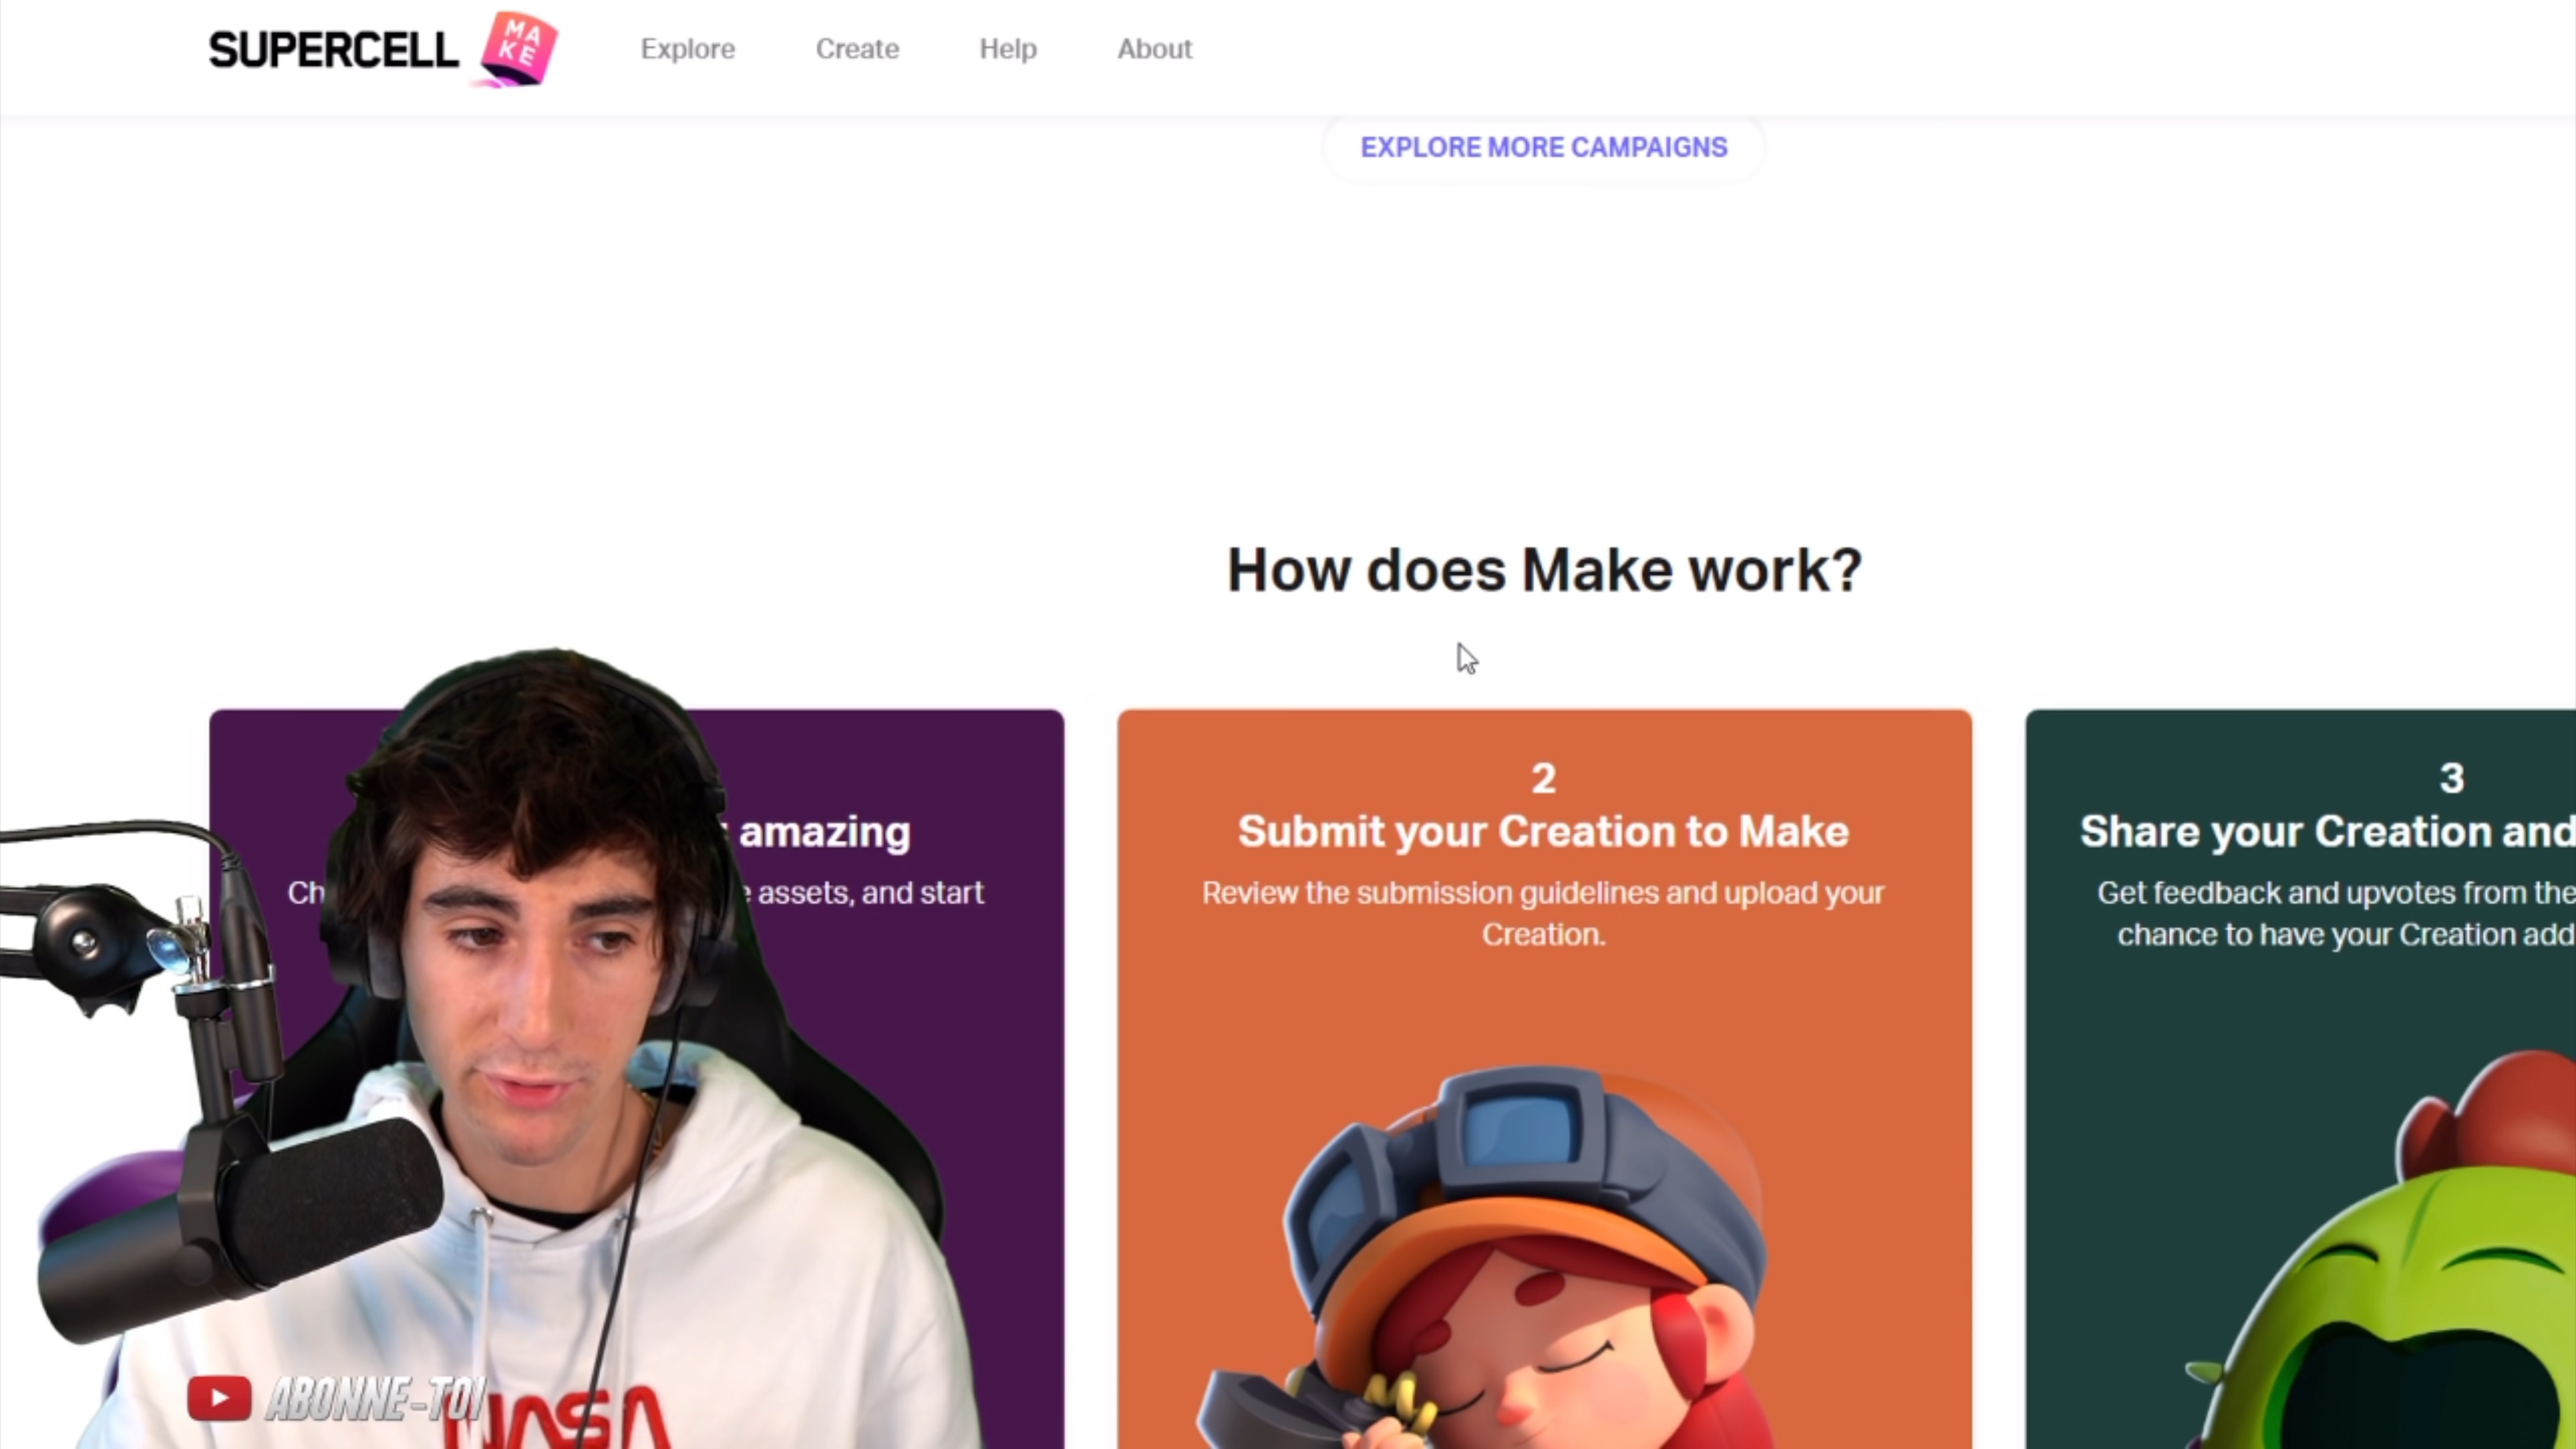 SUPERCELL
MAKE
Explore
Create
Help
About
EXPLORE MORE CAMPAIGNS
How does Make work?
amazing
Ch
assets, and start
2
Submit your Creation to Make
Review the submission guidelines and upload your
Creation.
3
Share your Creation and
Get feedback and upvotes from the
chance to have your Creation add
ABONNE-TOI
NASA